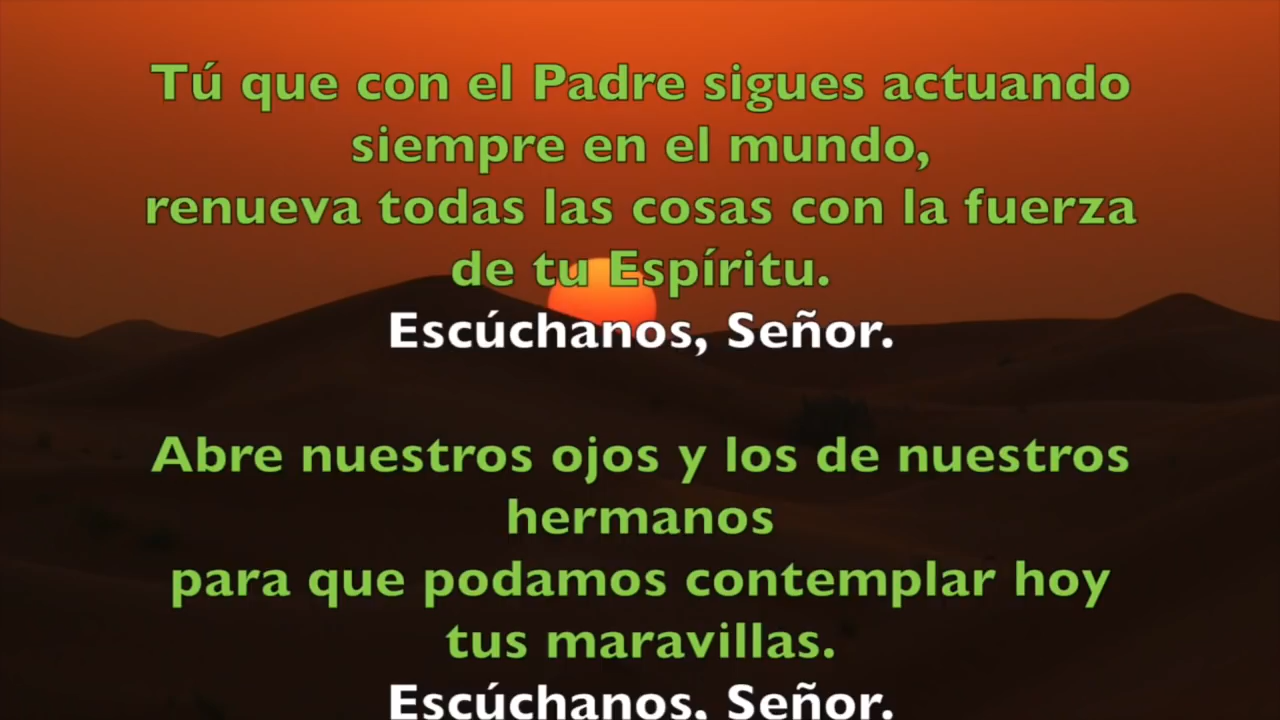 Tú que con el Padre sigues actuando
siempre en el mundo,
renueva todas las cosas con la fuerza
de tu Espíritu.
Escúchanos, Señor.
Abre nuestros ojos y los de nuestros
hermanos
para que podamos contemplar hoy
tus maravillas.
Escúchanos, Señor.